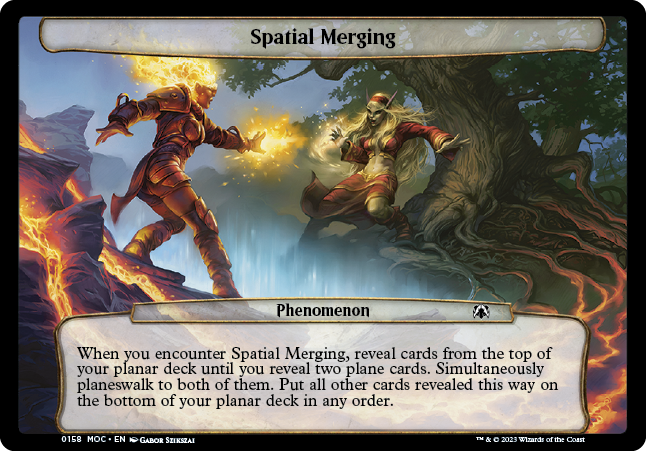 Spatial Merging
Phenomenon
When you encounter Spatial Merging, reveal cards from the top of
your planar deck until you reveal two plane cards. Simultaneously
planeswalk to both of them. Put all other cards revealed this way on
the bottom of your planar deck in any order.
0158 MOC • EN Gabor Szikszai ™ & © 2023 Wizards of the Coast